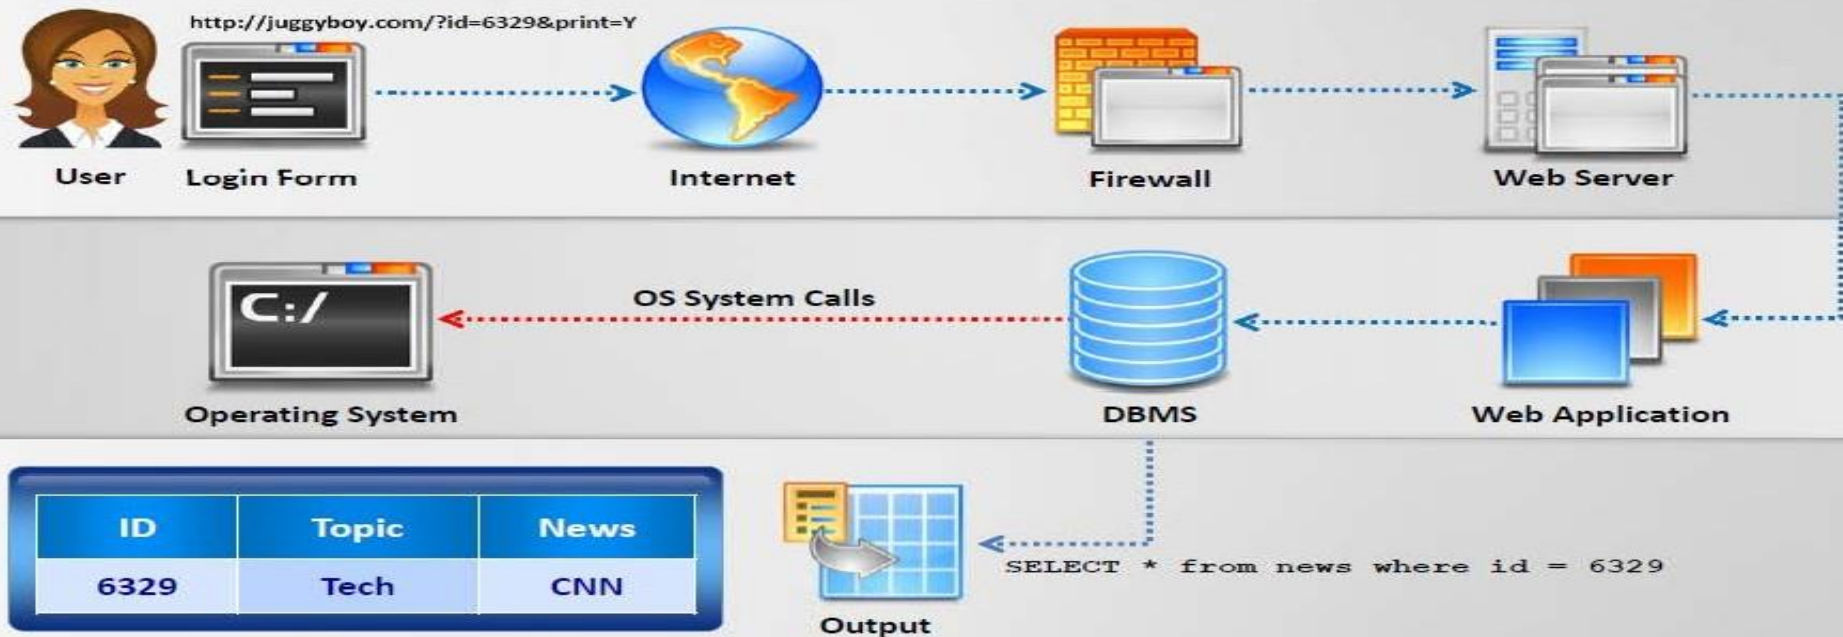 http://juggyboy.com/?id=6329&print=Y
User
Login Form
Internet
Firewall
Web Server
C:/
OS System Calls
Operating System
DBMS
Web Application
ID Topic News
6329 Tech CNN
SELECT * from news where id = 6329
Output